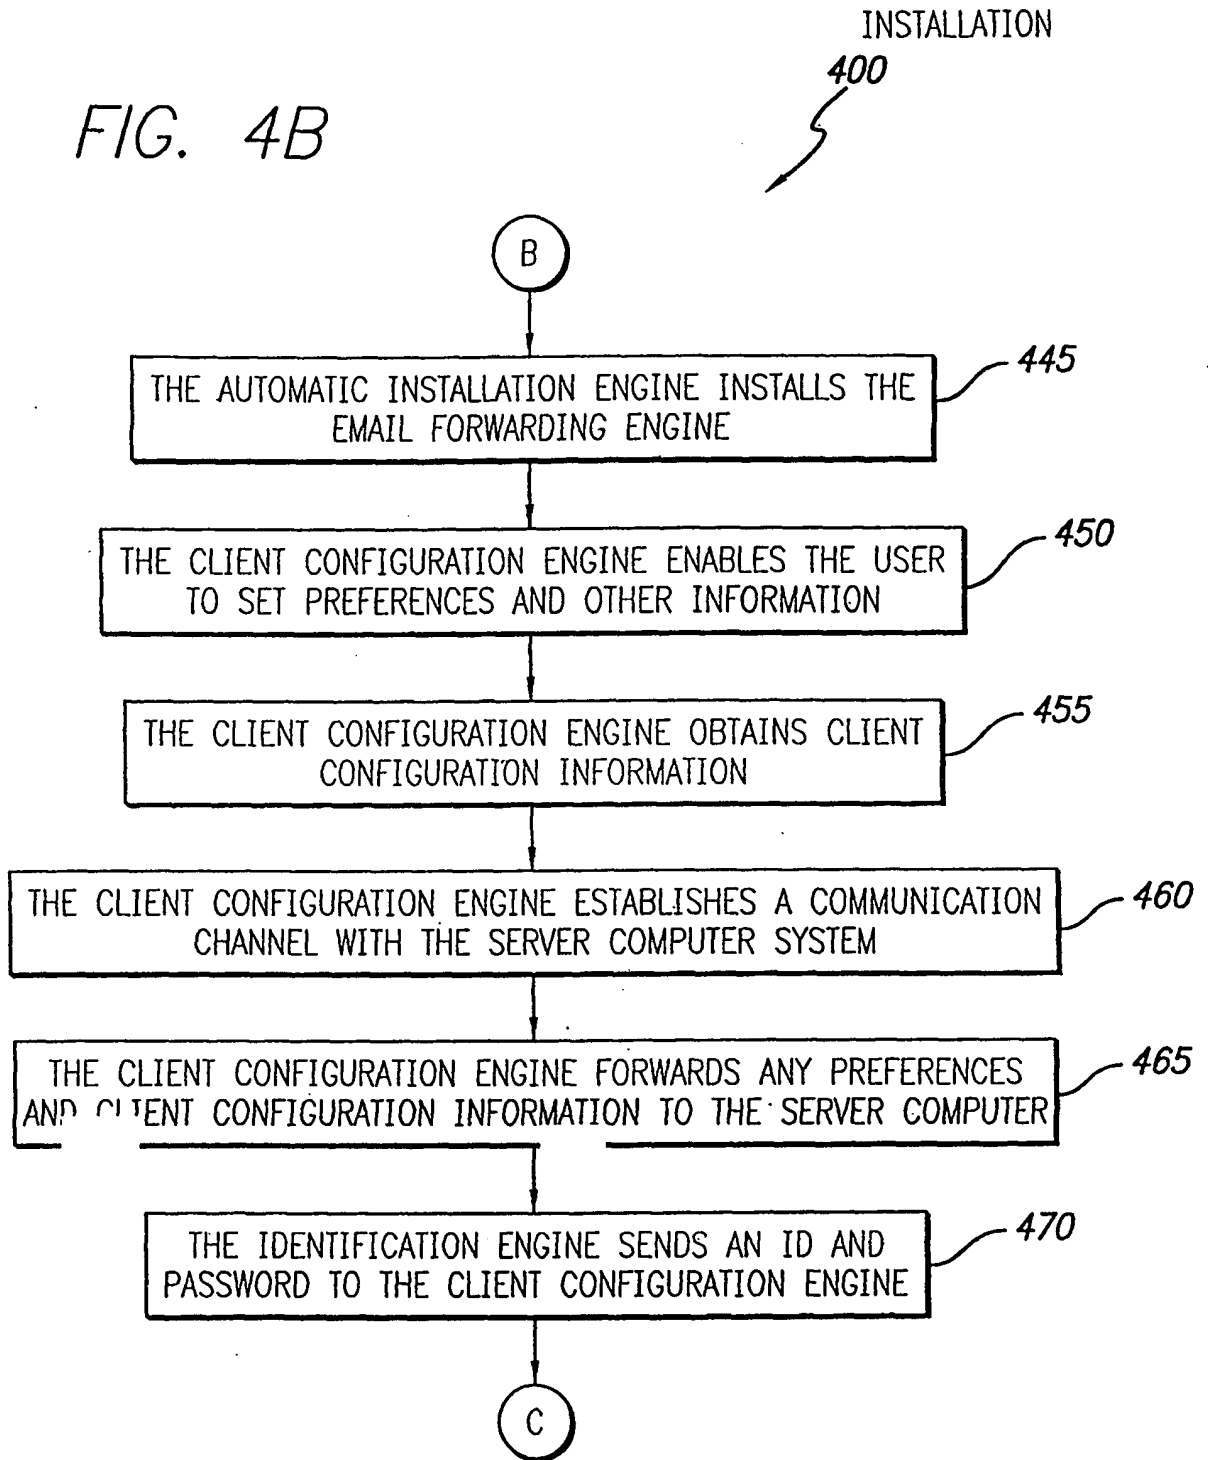 INSTALLATION
400
FIG. 4B
B
THE AUTOMATIC INSTALLATION ENGINE INSTALLS THE
EMAIL FORWARDING ENGINE
445
THE CLIENT CONFIGURATION ENGINE ENABLES THE USER
TO SET PREFERENCES AND OTHER INFORMATION
450
THE CLIENT CONFIGURATION ENGINE OBTAINS CLIENT
CONFIGURATION INFORMATION
455
THE CLIENT CONFIGURATION ENGINE ESTABLISHES A COMMUNICATION
CHANNEL WITH THE SERVER COMPUTER SYSTEM
460
THE CLIENT CONFIGURATION ENGINE FORWARDS ANY PREFERENCES
AND CLIENT CONFIGURATION INFORMATION TO THE SERVER COMPUTER
465
THE IDENTIFICATION ENGINE SENDS AN ID AND
PASSWORD TO THE CLIENT CONFIGURATION ENGINE
470
C